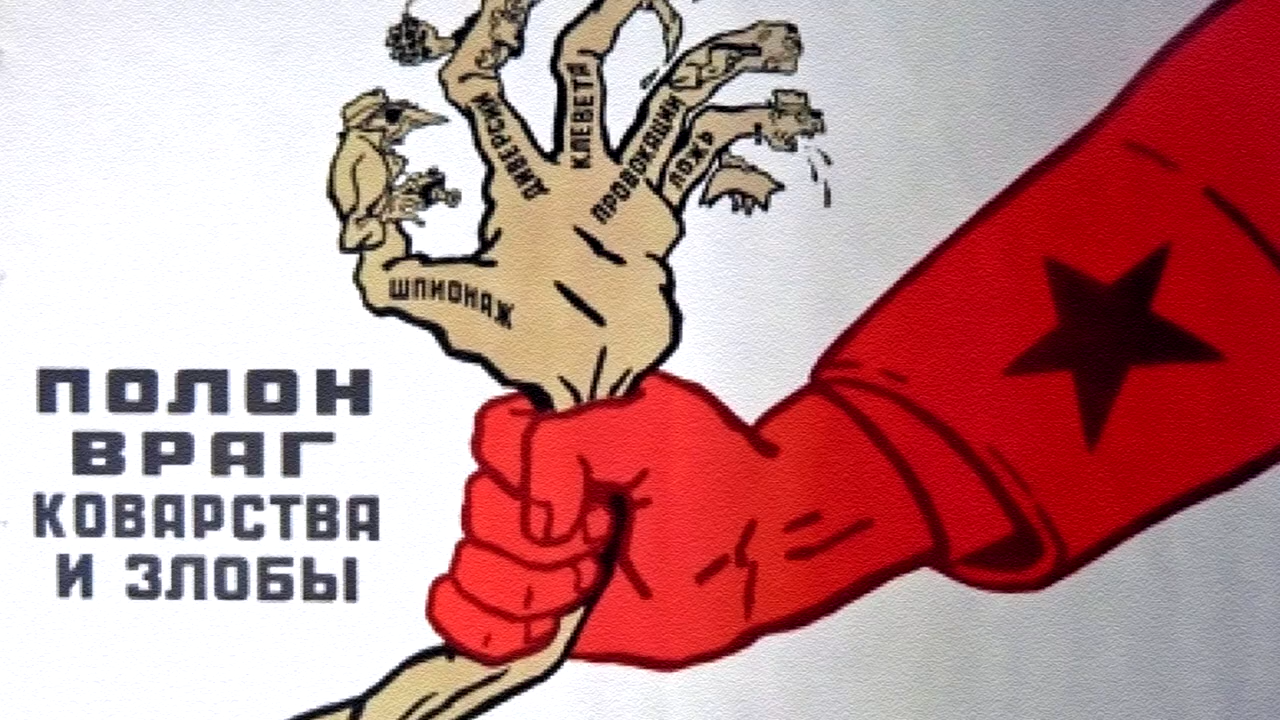 ДИВЕРСИИ
КЛЕВЕТА
ПРОВОКАЦИИ
ЛОЖЬ
ШПИОНАЖ
ПОЛОН
ВРАГ
КОВАРСТВА
И ЗЛОБЫ